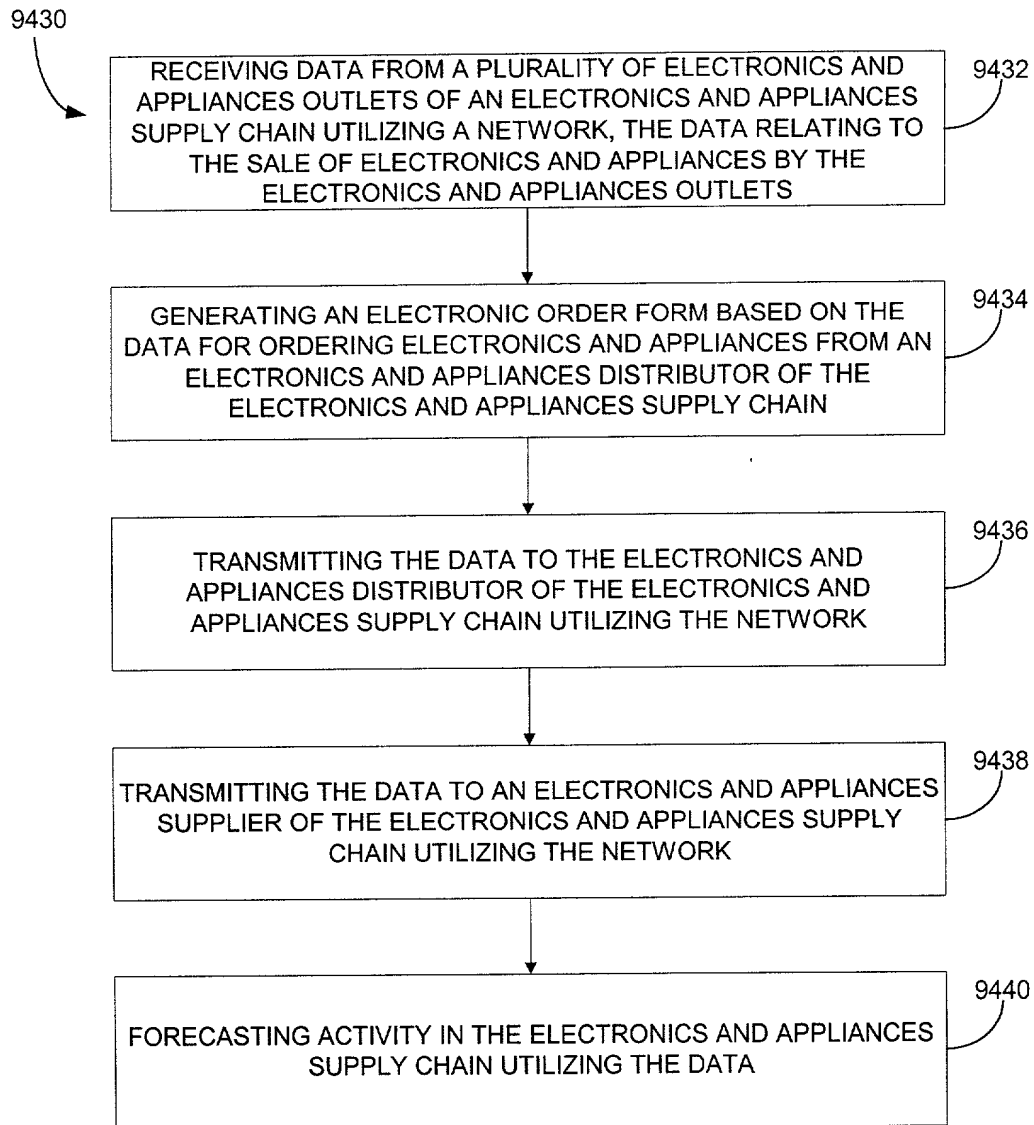 9430
RECEIVING DATA FROM A PLURALITY OF ELECTRONICS AND
APPLIANCES OUTLETS OF AN ELECTRONICS AND APPLIANCES
SUPPLY CHAIN UTILIZING A NETWORK, THE DATA RELATING TO
THE SALE OF ELECTRONICS AND APPLIANCES BY THE
ELECTRONICS AND APPLIANCES OUTLETS
9432
GENERATING AN ELECTRONIC ORDER FORM BASED ON THE
DATA FOR ORDERING ELECTRONICS AND APPLIANCES FROM AN
ELECTRONICS AND APPLIANCES DISTRIBUTOR OF THE
ELECTRONICS AND APPLIANCES SUPPLY CHAIN
9434
TRANSMITTING THE DATA TO THE ELECTRONICS AND
APPLIANCES DISTRIBUTOR OF THE ELECTRONICS AND
APPLIANCES SUPPLY CHAIN UTILIZING THE NETWORK
9436
TRANSMITTING THE DATA TO AN ELECTRONICS AND APPLIANCES
SUPPLIER OF THE ELECTRONICS AND APPLIANCES SUPPLY
CHAIN UTILIZING THE NETWORK
9438
FORECASTING ACTIVITY IN THE ELECTRONICS AND APPLIANCES
SUPPLY CHAIN UTILIZING THE DATA
9440